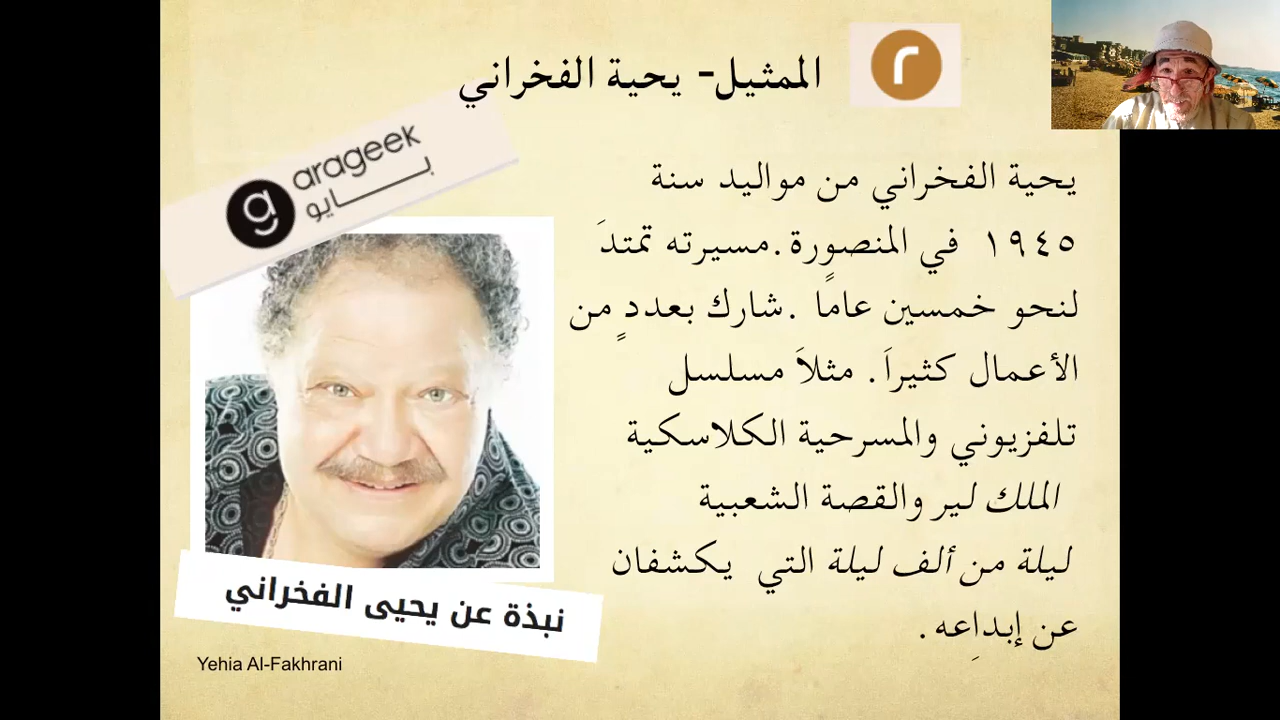 الممثيل- يحية الفخراني
r
arageek
بـــايو
يحية الفخراني من مواليد سنة
١٩٤٥ في المنصورة.مسيرته تمتدَ
لنحوٍ خمسين عاما .شارك بعددٍ من
الأعمال كثيراَ. مثلاَ مسلسل
تلفزيوني والمسرحية الكلاسكية
الملك لير والقصة الشعبية
ليلة من ألف ليلة التي يكشفان
عن إبداعِه.
نبذة عن يحيى الفخراني
Yehia Al-Fakhrani